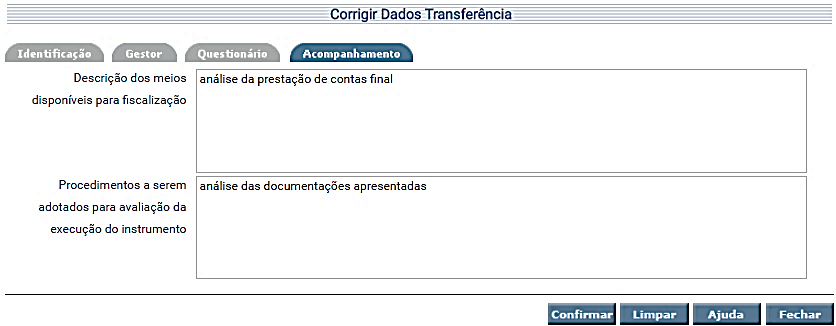 Corrigir Dados Transferência
Identificação Gestor Questionário Acompanhamento
Descrição dos meios
disponíveis para fiscalização
análise da prestação de contas final
Procedimentos a serem
adotados para avaliação da
execução do instrumento
análise das documentações apresentadas
Confirmar Limpar Ajuda Fechar